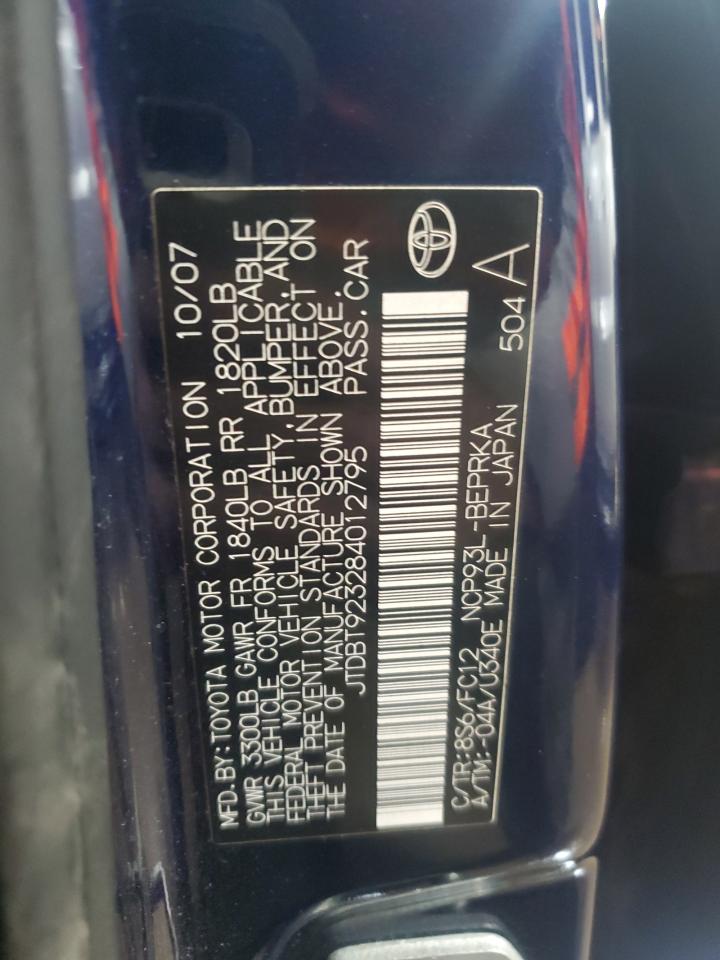 MFD. BY: TOYOTA MOTOR CORPORATION 10/07
GVWR 3300LB GAWR FR 1840LB RR 1820LB
THIS VEHICLE CONFORMS TO ALL APPLICABLE
FEDERAL MOTOR VEHICLE SAFETY, BUMPER, AND
THEFT PREVENTION STANDARDS IN EFFECT ON
THE DATE OF MANUFACTURE SHOWN ABOVE.
JTDBT923284012795 PASS. CAR
C/TR: 8S6/FC12 NCP93L-BEPRKA
A/TM: -04A/U340E MADE IN JAPAN 504 A